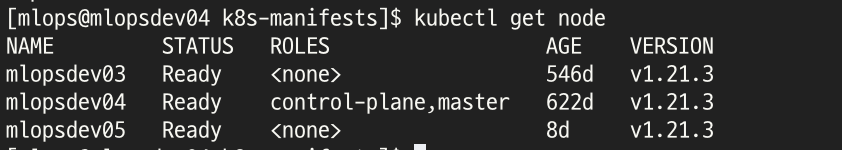 [mlops@mlopsdev04 k8s-manifests]$ kubectl get node
NAME STATUS ROLES AGE VERSION
mlopsdev03 Ready <none> 546d v1.21.3
mlopsdev04 Ready control-plane,master 622d v1.21.3
mlopsdev05 Ready <none> 8d v1.21.3